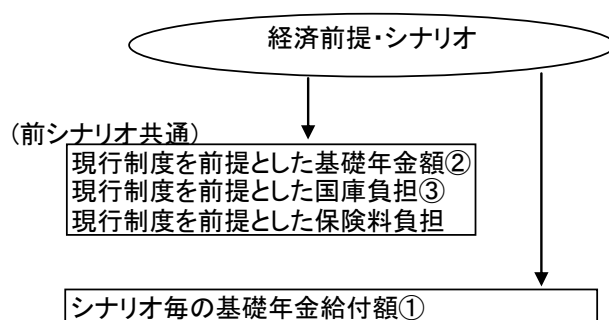 経済前提・シナリオ
(前シナリオ共通)
現行制度を前提とした基礎年金額②
現行制度を前提とした国庫負担③
現行制度を前提とした保険料負担
シナリオ毎の基礎年金給付額①